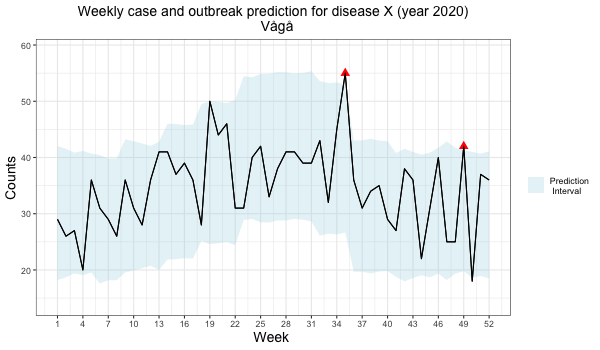 Weekly case and outbreak prediction for disease X (year 2020)
Vågå
Counts
60
50
40
30
20
1 4 7 10 13 16 19 22 25 28 31 34 37 40 43 46 49 52
Week
Prediction
Interval